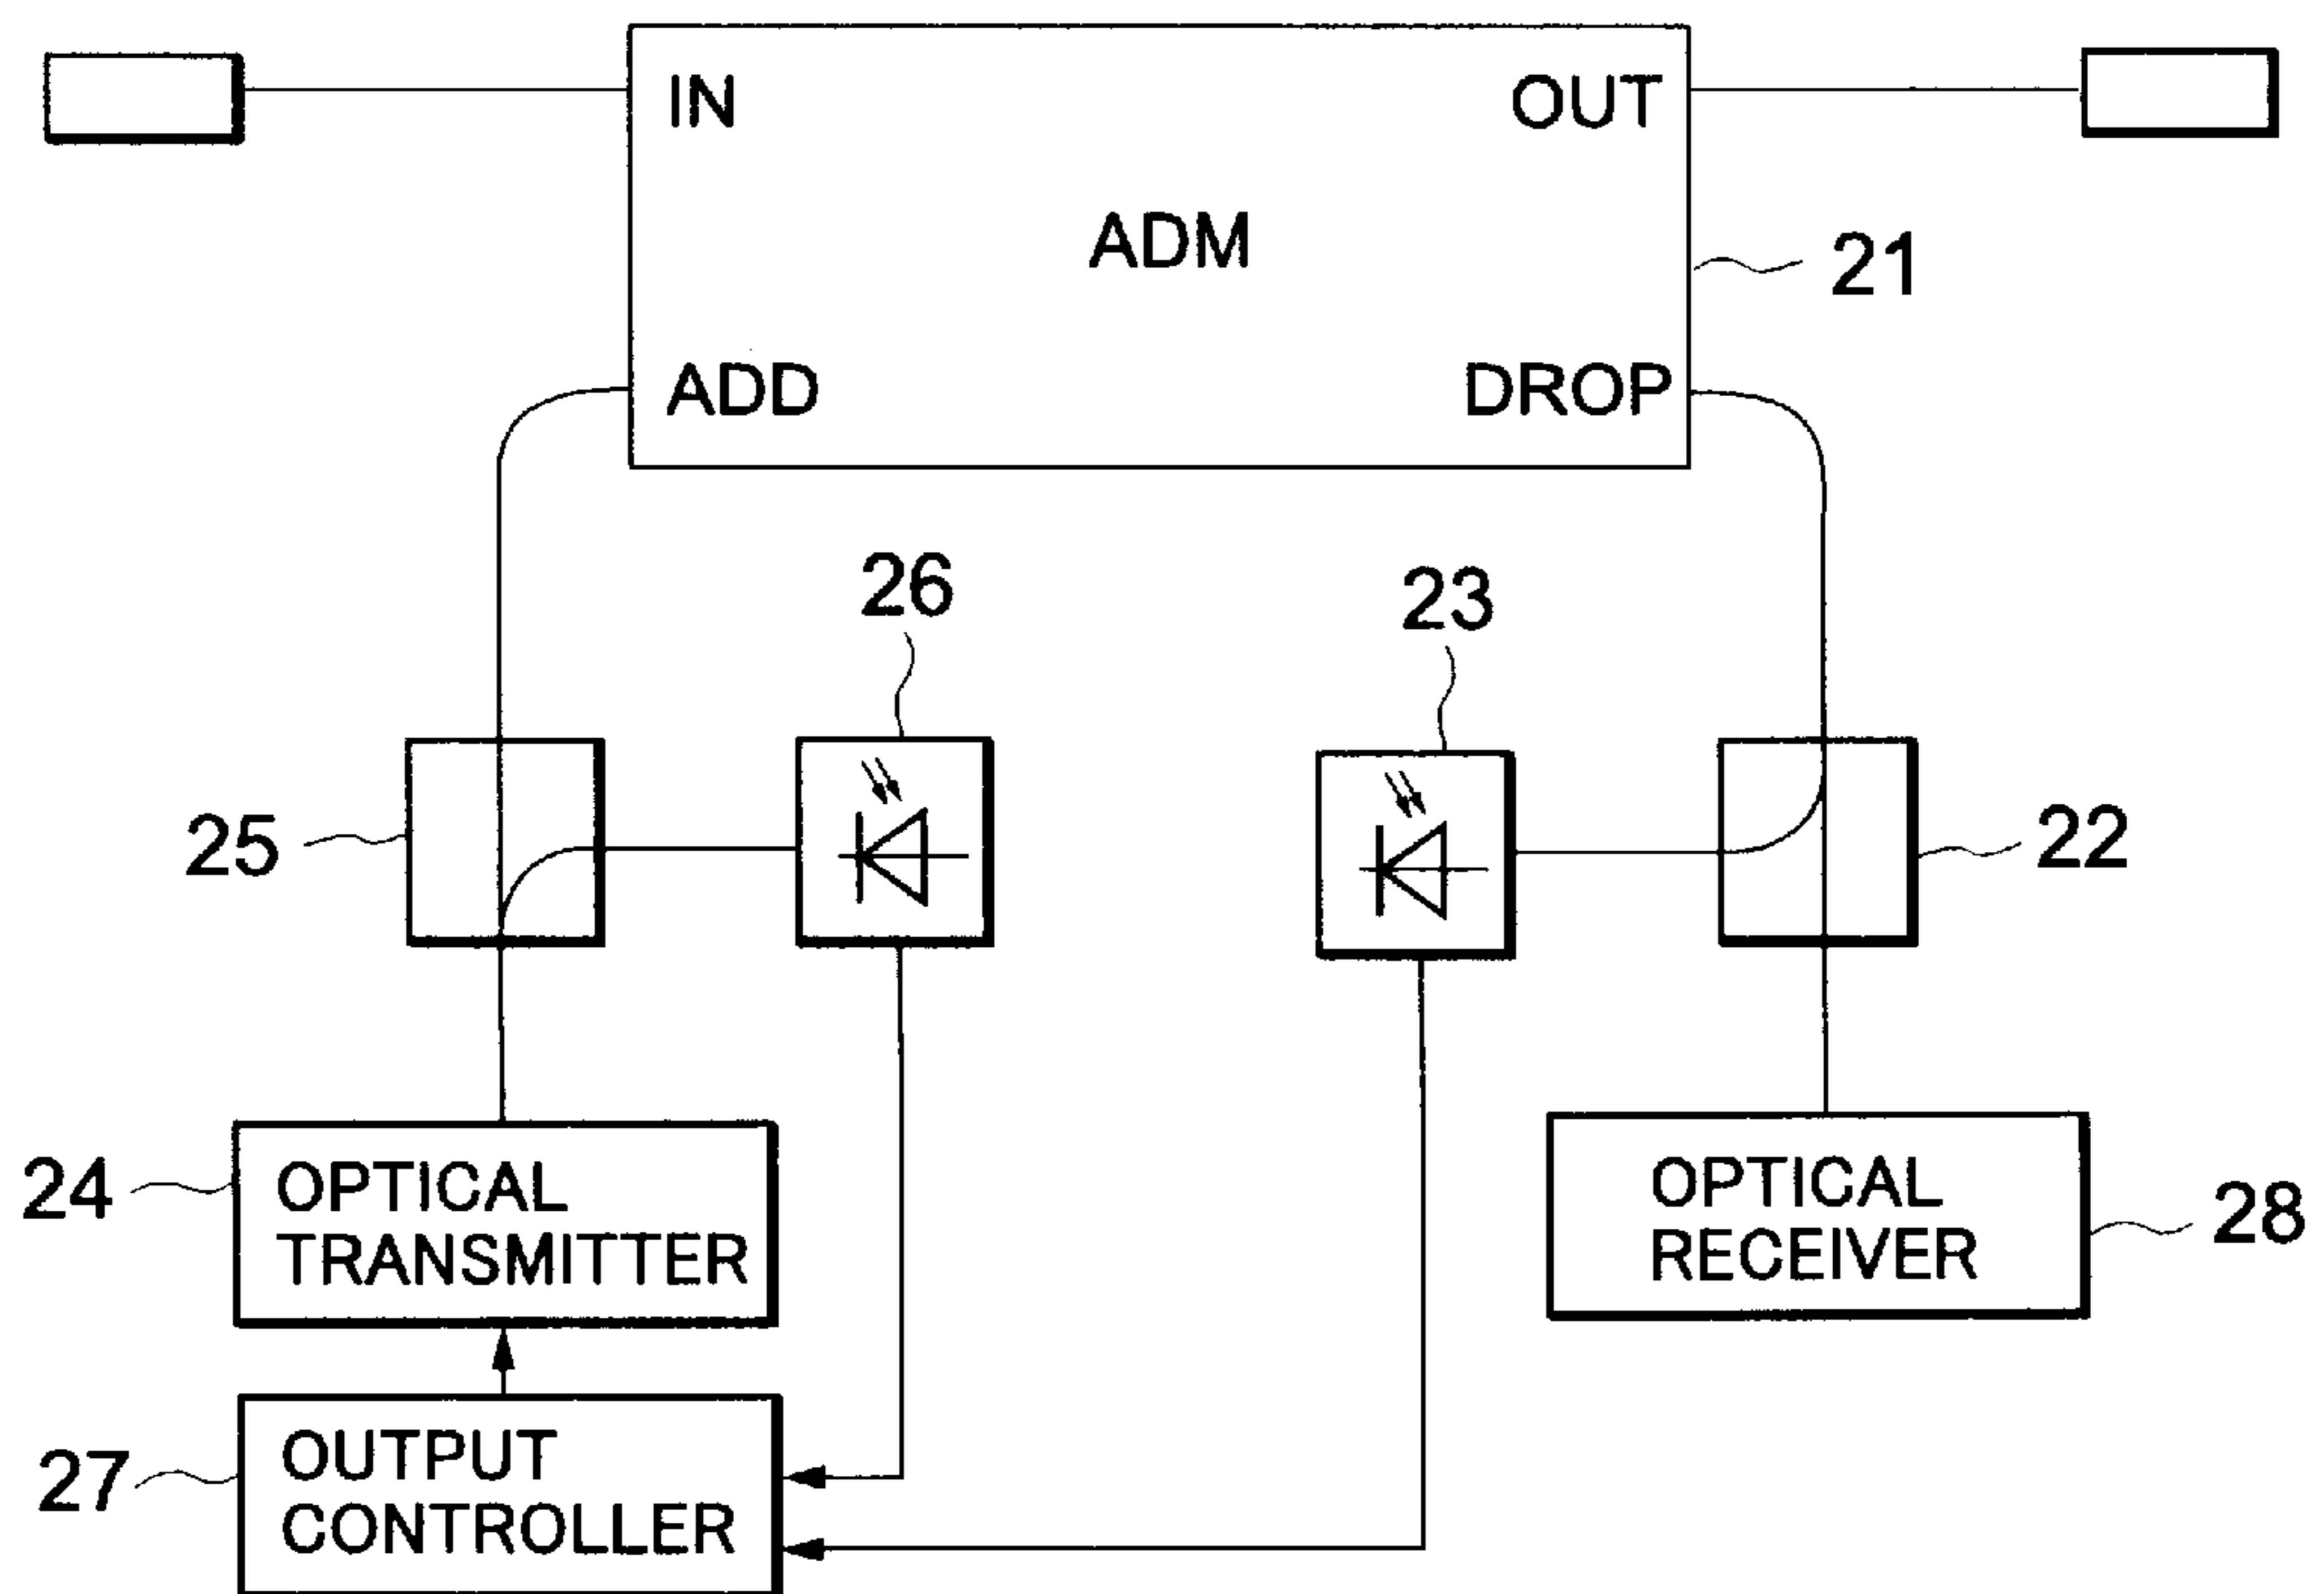 IN
OUT
ADM
21
ADD
DROP
26
23
25
22
24
OPTICAL
TRANSMITTER
OPTICAL
RECEIVER
28
27
OUTPUT
CONTROLLER